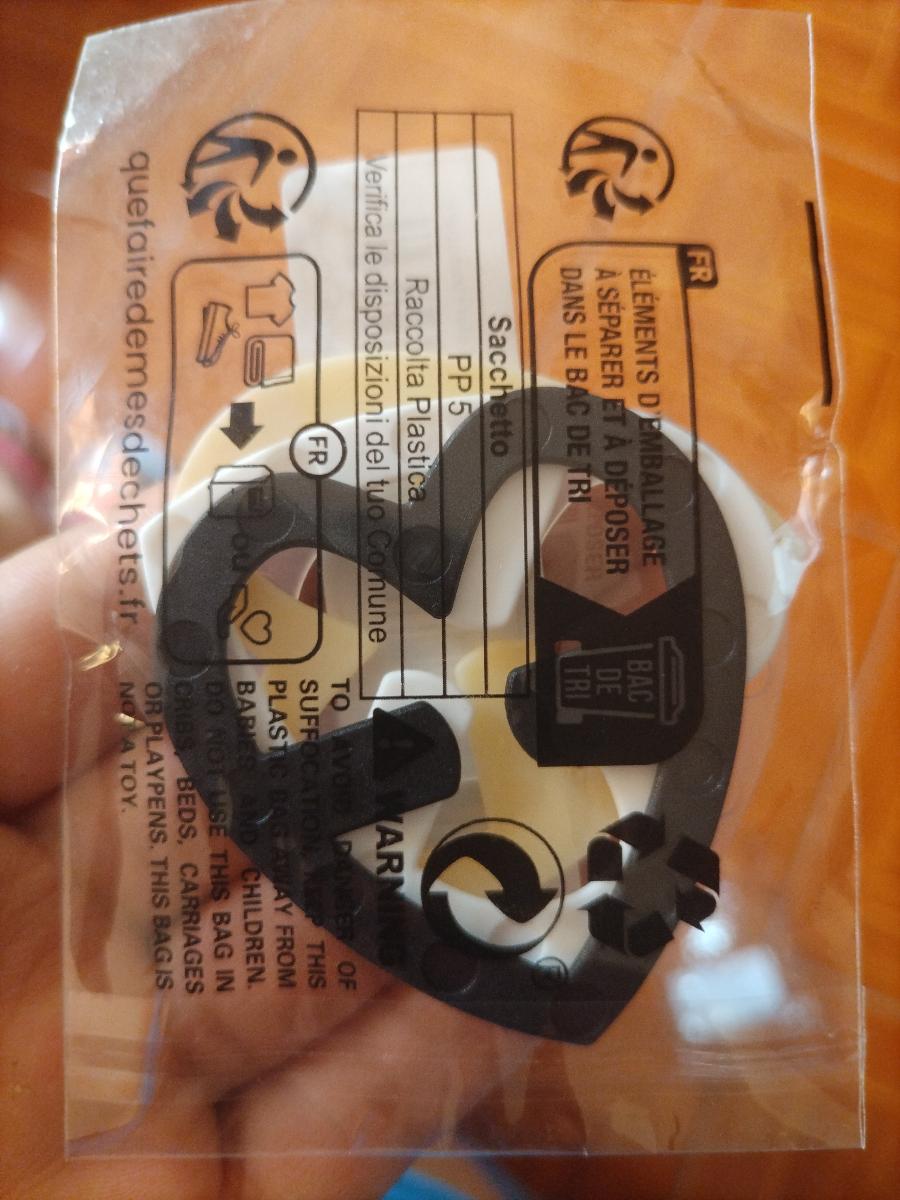 FR
ÉLÉMENTS D'EMBALLAGE
À SÉPARER ET À DÉPOSER
DANS LE BAC DE TRI
BAC
DE
TRI
Sacchetto
PP 5
Raccolta Plastica
Verifica le disposizioni del tuo Comune
FR
OU
quefairedemesdechets.fr
WARNING
TO AVOID DANGER OF
SUFFOCATION, KEEP THIS
PLASTIC BAG AWAY FROM
BABIES AND CHILDREN.
DO NOT USE THIS BAG IN
CRIBS, BEDS, CARRIAGES
OR PLAYPENS. THIS BAG IS
NOT A TOY.